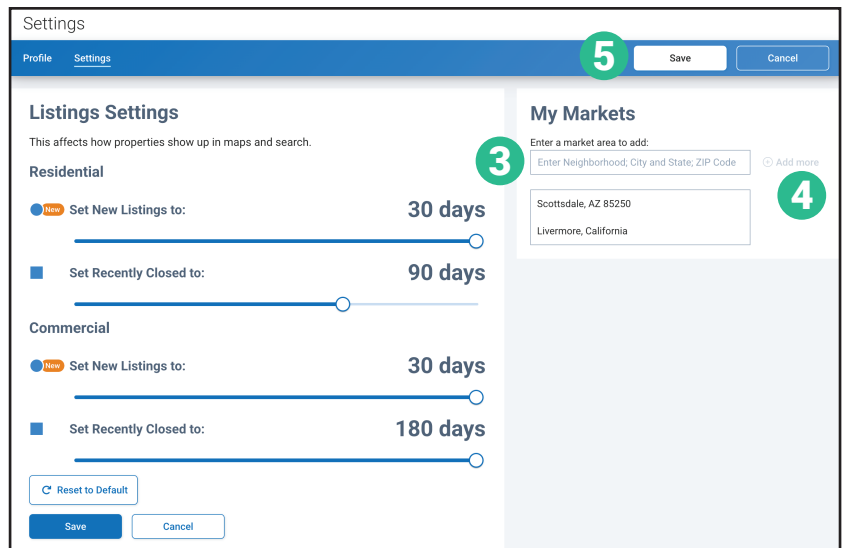 Settings
Profile Settings 5 Save Cancel
Listings Settings
This affects how properties show up in maps and search.
Residential
New Set New Listings to: 30 days
Set Recently Closed to: 90 days
Commercial
New Set New Listings to: 30 days
Set Recently Closed to: 180 days
Reset to Default
Save Cancel
My Markets
Enter a market area to add:
3 Enter Neighborhood; City and State; ZIP Code Add more
4
Scottsdale, AZ 85250
Livermore, California